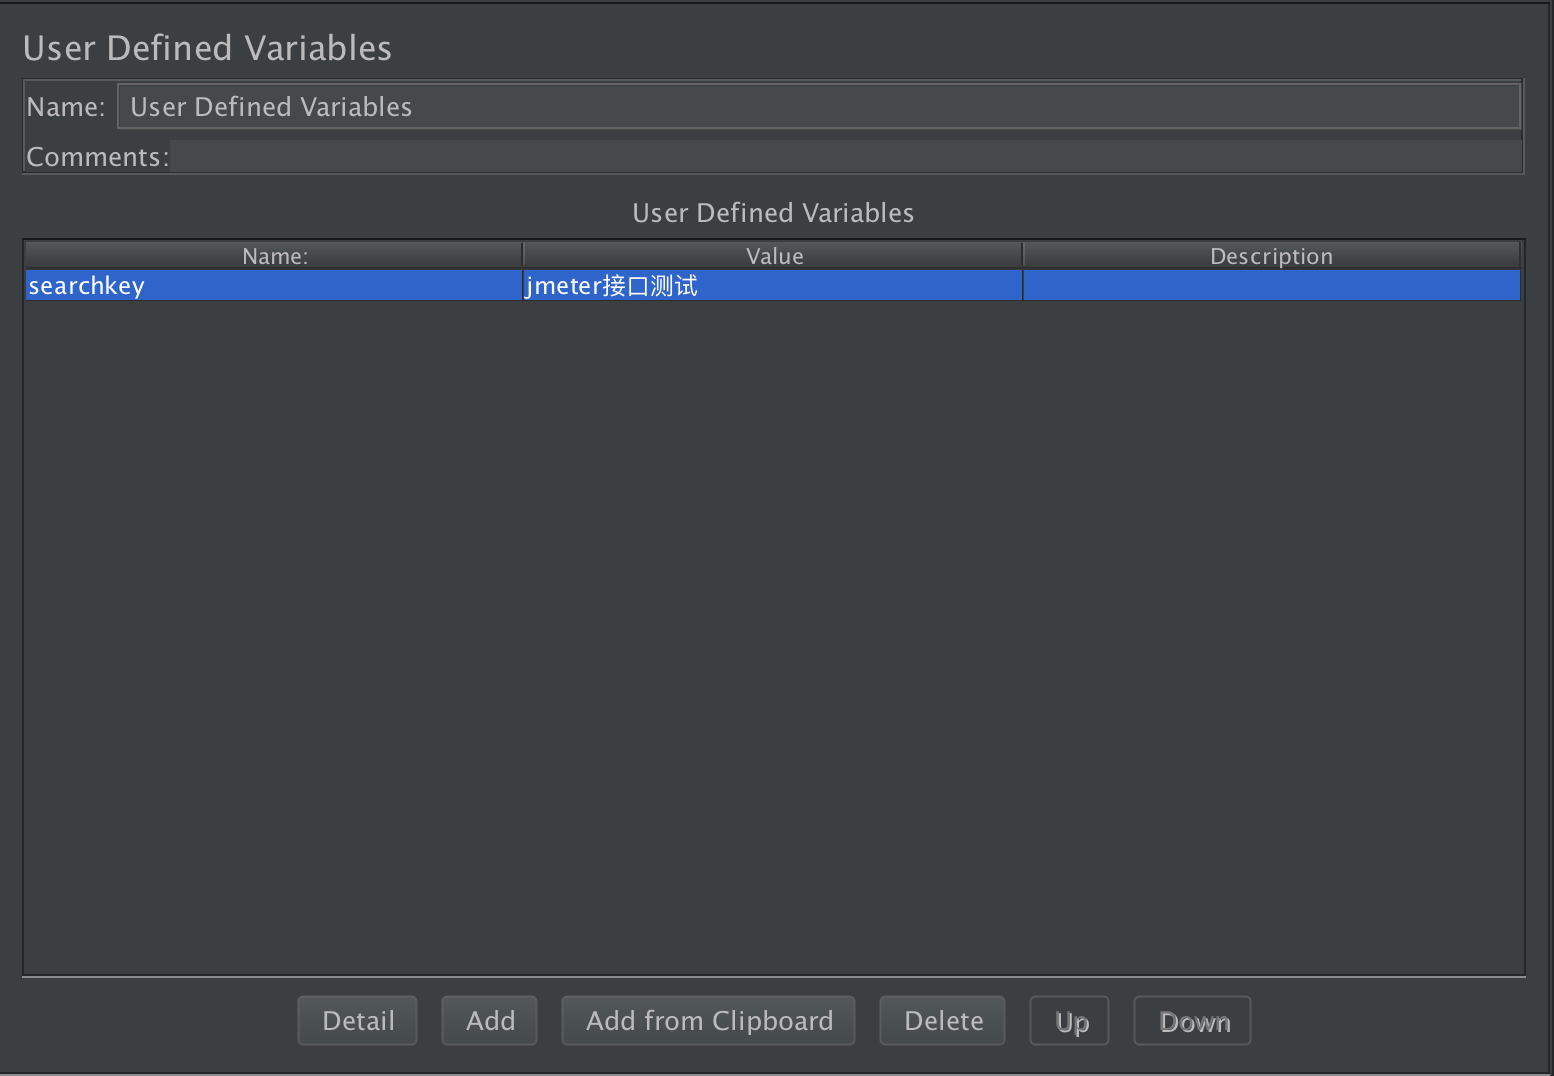 User Defined Variables
Name: User Defined Variables
Comments:
User Defined Variables
Name: Value Description
searchkey jmeter接口测试
Detail Add Add from Clipboard Delete Up Down